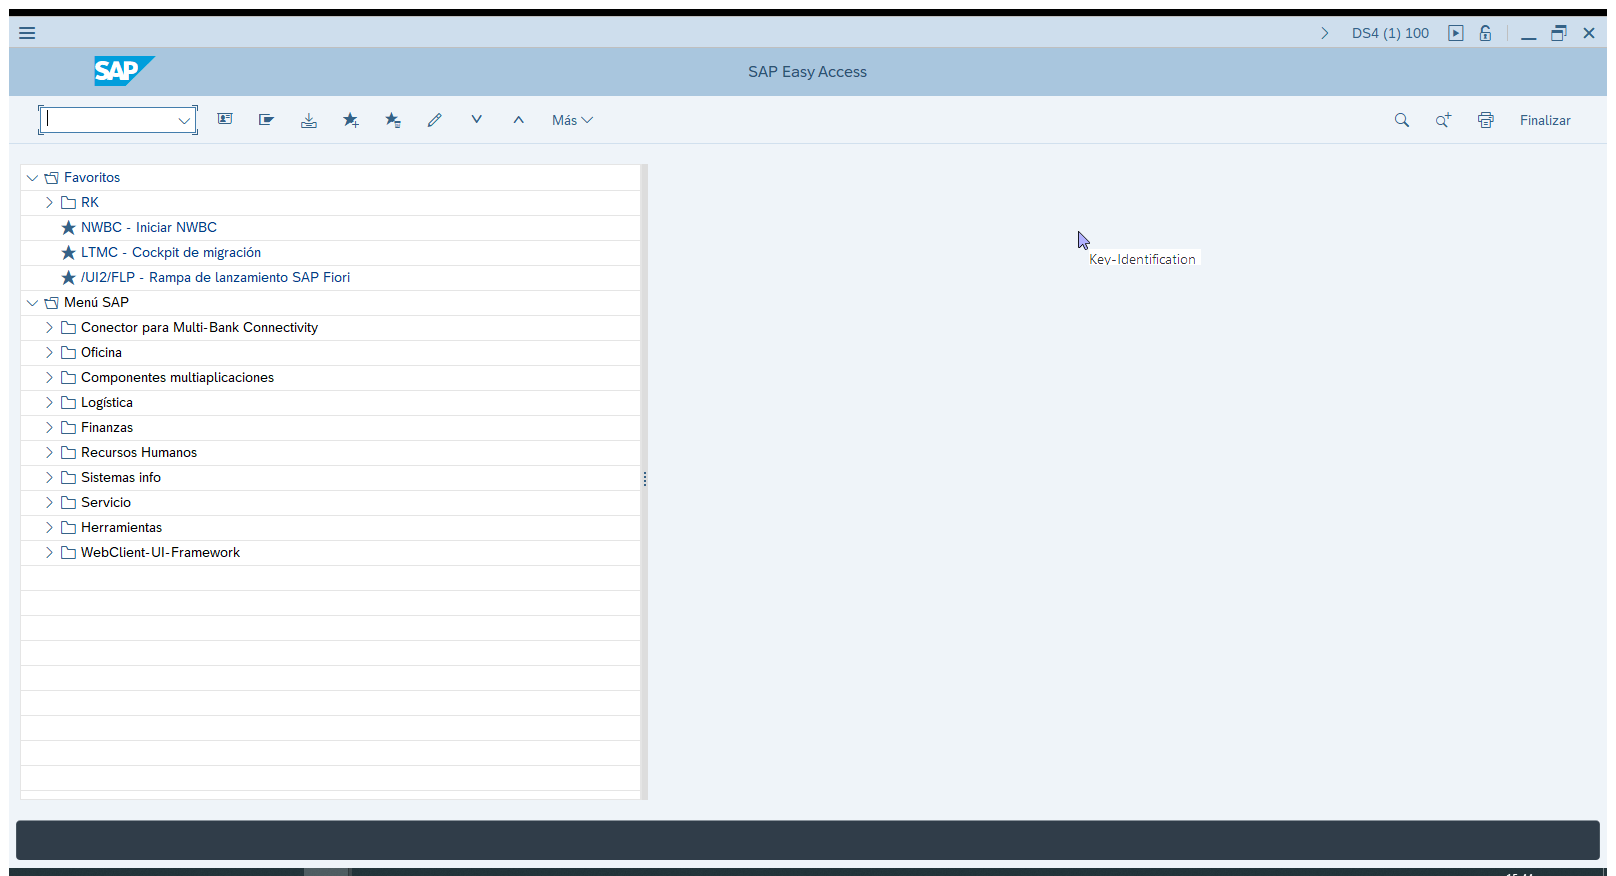 DS4 (1) 100
SAP
SAP Easy Access
Más
Finalizar
Favoritos
RK
NWBC - Iniciar NWBC
LTMC - Cockpit de migración
/UI2/FLP - Rampa de lanzamiento SAP Fiori
Key-Identification
Menú SAP
Conector para Multi-Bank Connectivity
Oficina
Componentes multiaplicaciones
Logística
Finanzas
Recursos Humanos
Sistemas info
Servicio
Herramientas
WebClient-UI-Framework